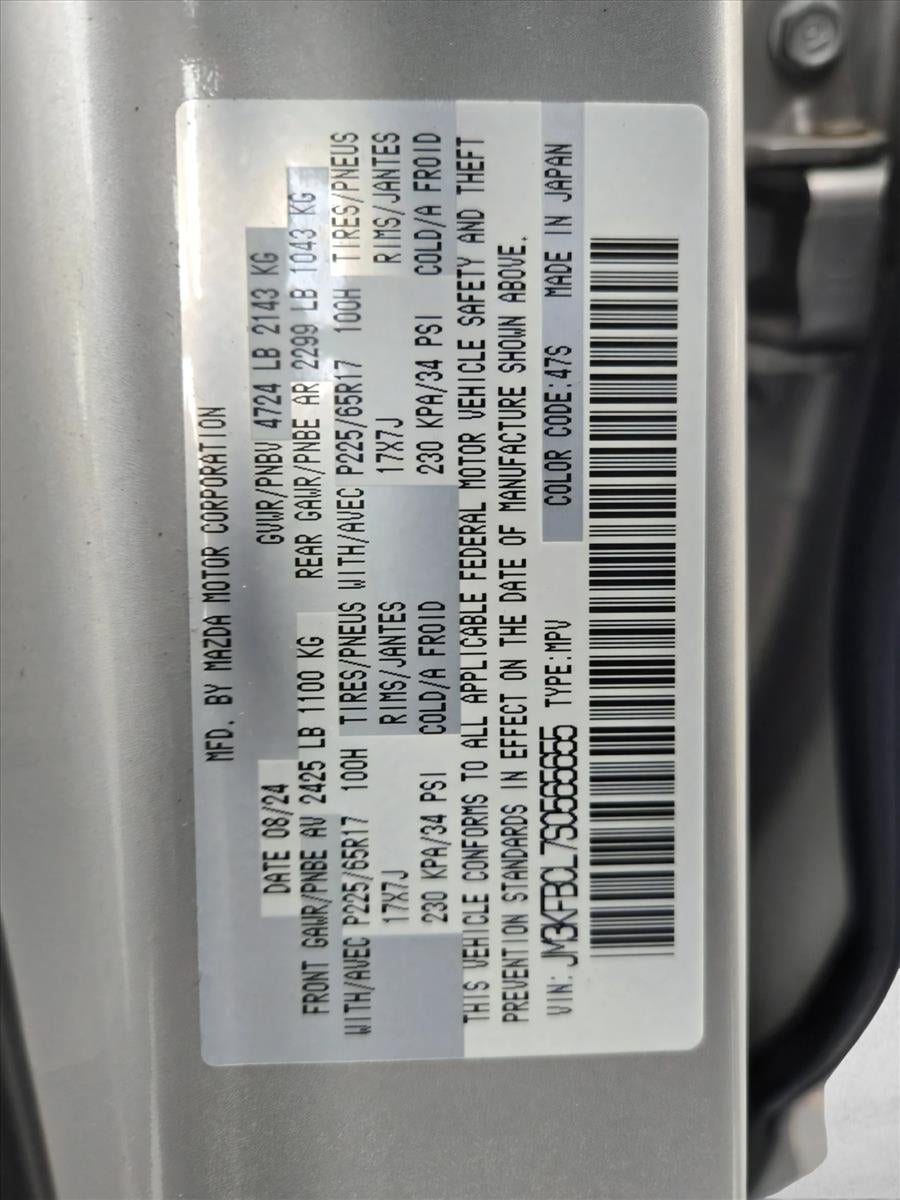 MFD. BY MAZDA MOTOR CORPORATION
DATE 08/24 GVWR/PNBV 4724 LB 2143 KG
FRONT GAWR/PNBE AV 2425 LB 1100 KG REAR GAWR/PNBE AR 2299 LB 1043 KG
WITH/AVEC P225/65R17 100H TIRES/PNEUS WITH/AVEC P225/65R17 100H TIRES/PNEUS
17X7J RIMS/JANTES 17X7J RIMS/JANTES
230 KPA/34 PSI COLD/A FROID 230 KPA/34 PSI COLD/A FROID
THIS VEHICLE CONFORMS TO ALL APPLICABLE FEDERAL MOTOR VEHICLE SAFETY AND THEFT
PREVENTION STANDARDS IN EFFECT ON THE DATE OF MANUFACTURE SHOWN ABOVE.
VIN: JM3KFBCL7S0565655 TYPE:MPV COLOR CODE:47S MADE IN JAPAN